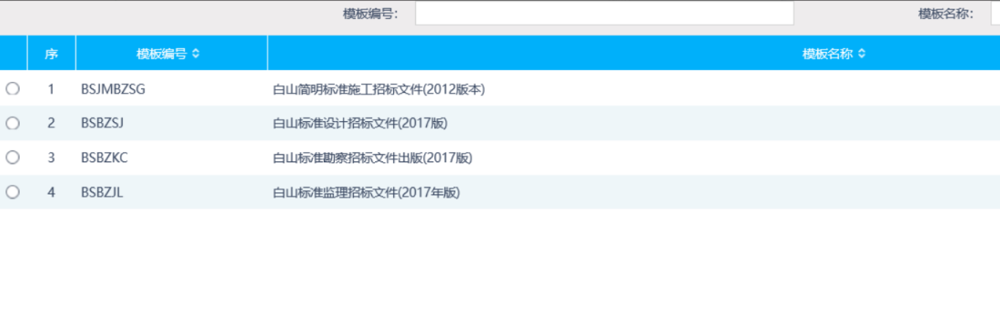 模板编号： 模板名称：
序 模板编号 模板名称
1 BSJMBZSG 白山简明标准施工招标文件(2012版本)
2 BSBZSJ 白山标准设计招标文件(2017版)
3 BSBZKC 白山标准勘察招标文件出版(2017版)
4 BSBZJL 白山标准监理招标文件(2017年版)